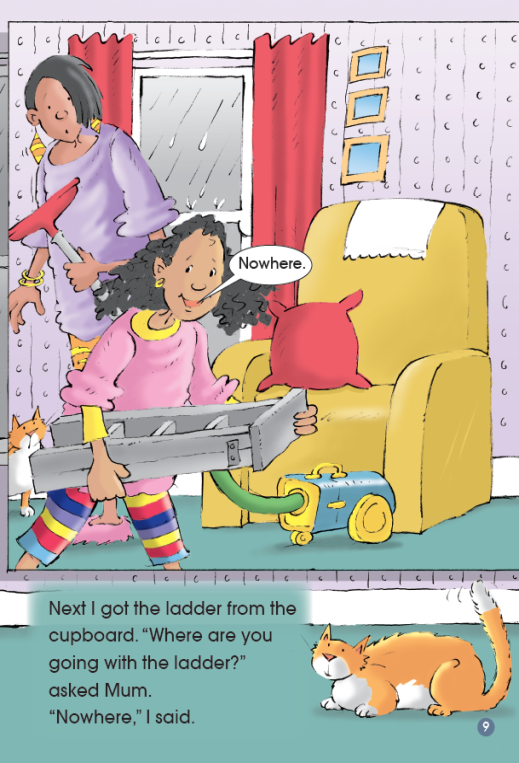 Nowhere.
Next I got the ladder from the
cupboard. “Where are you
going with the ladder?”
asked Mum.
“Nowhere,” I said.
9